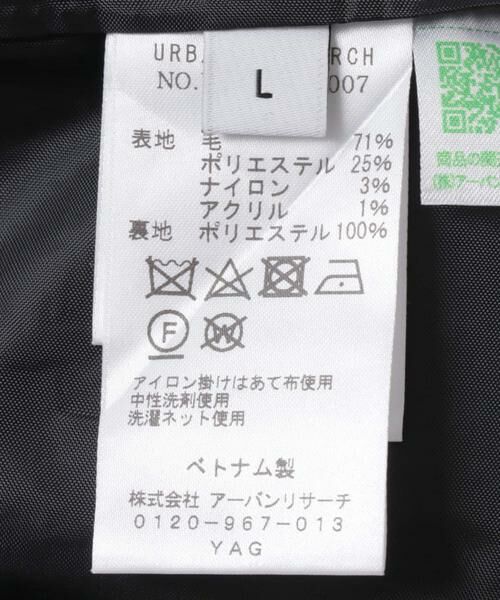 URB RCH
NO. 007
L
表地 毛 71%
ポリエステル 25%
ナイロン 3%
アクリル 1%
裏地 ポリエステル 100%
F W
アイロン掛けはあて布使用
中性洗剤使用
洗濯ネット使用
ベトナム製
株式会社 アーバンリサーチ
0120-967-013
YAG
商品の
(株)アーバン